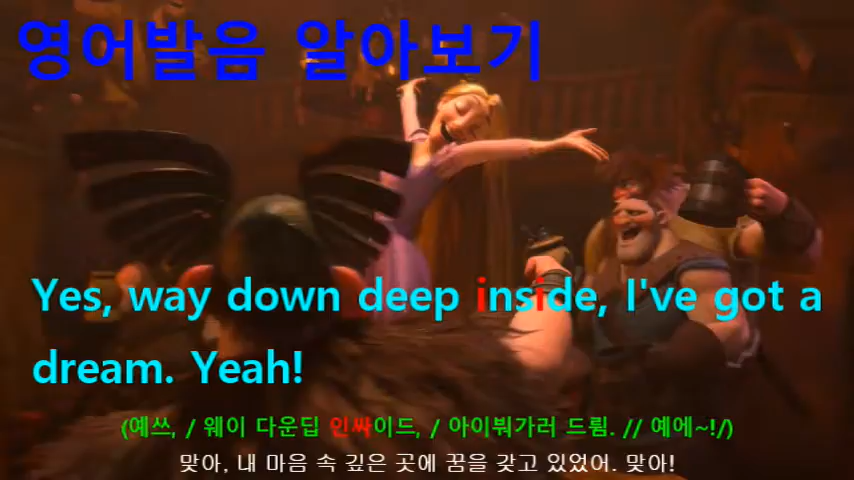 영어발음 알아보기
Yes, way down deep inside, I've got a
dream. Yeah!
(예쓰, / 웨이 다운딥 인싸이드, / 아이붜가러 드륌. // 예에~!/)
맞아, 내 마음 속 깊은 곳에 꿈을 갖고 있었어. 맞아!